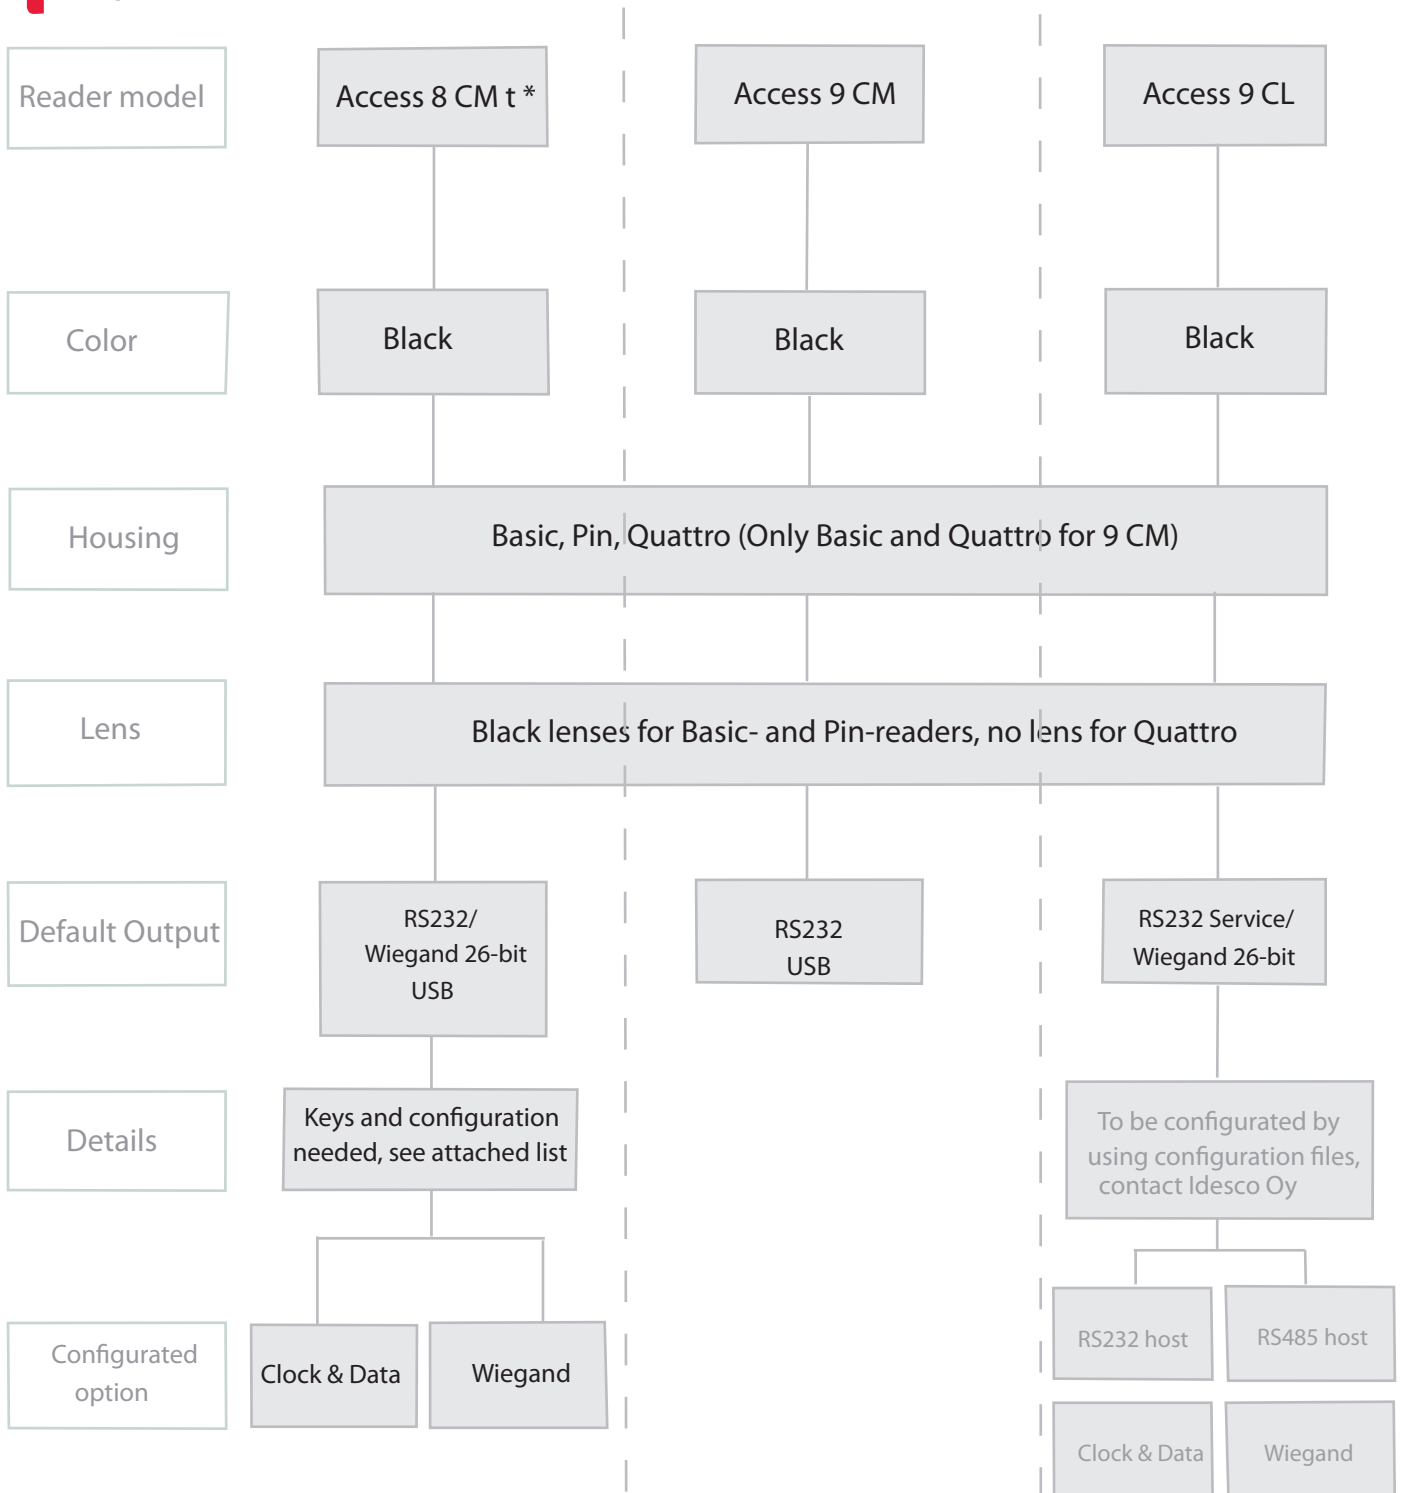 Reader model
Access 8 CM t *
Access 9 CM
Access 9 CL
Color
Black
Black
Black
Housing
Basic, Pin, Quattro (Only Basic and Quattro for 9 CM)
Lens
Black lenses for Basic- and Pin-readers, no lens for Quattro
Default Output
RS232/
Wiegand 26-bit
USB
RS232
USB
RS232 Service/
Wiegand 26-bit
Details
Keys and configuration
needed, see attached list
To be configurated by
using configuration files,
contact Idesco Oy
Configurated
option
Clock & Data
Wiegand
RS232 host
RS485 host
Clock & Data
Wiegand